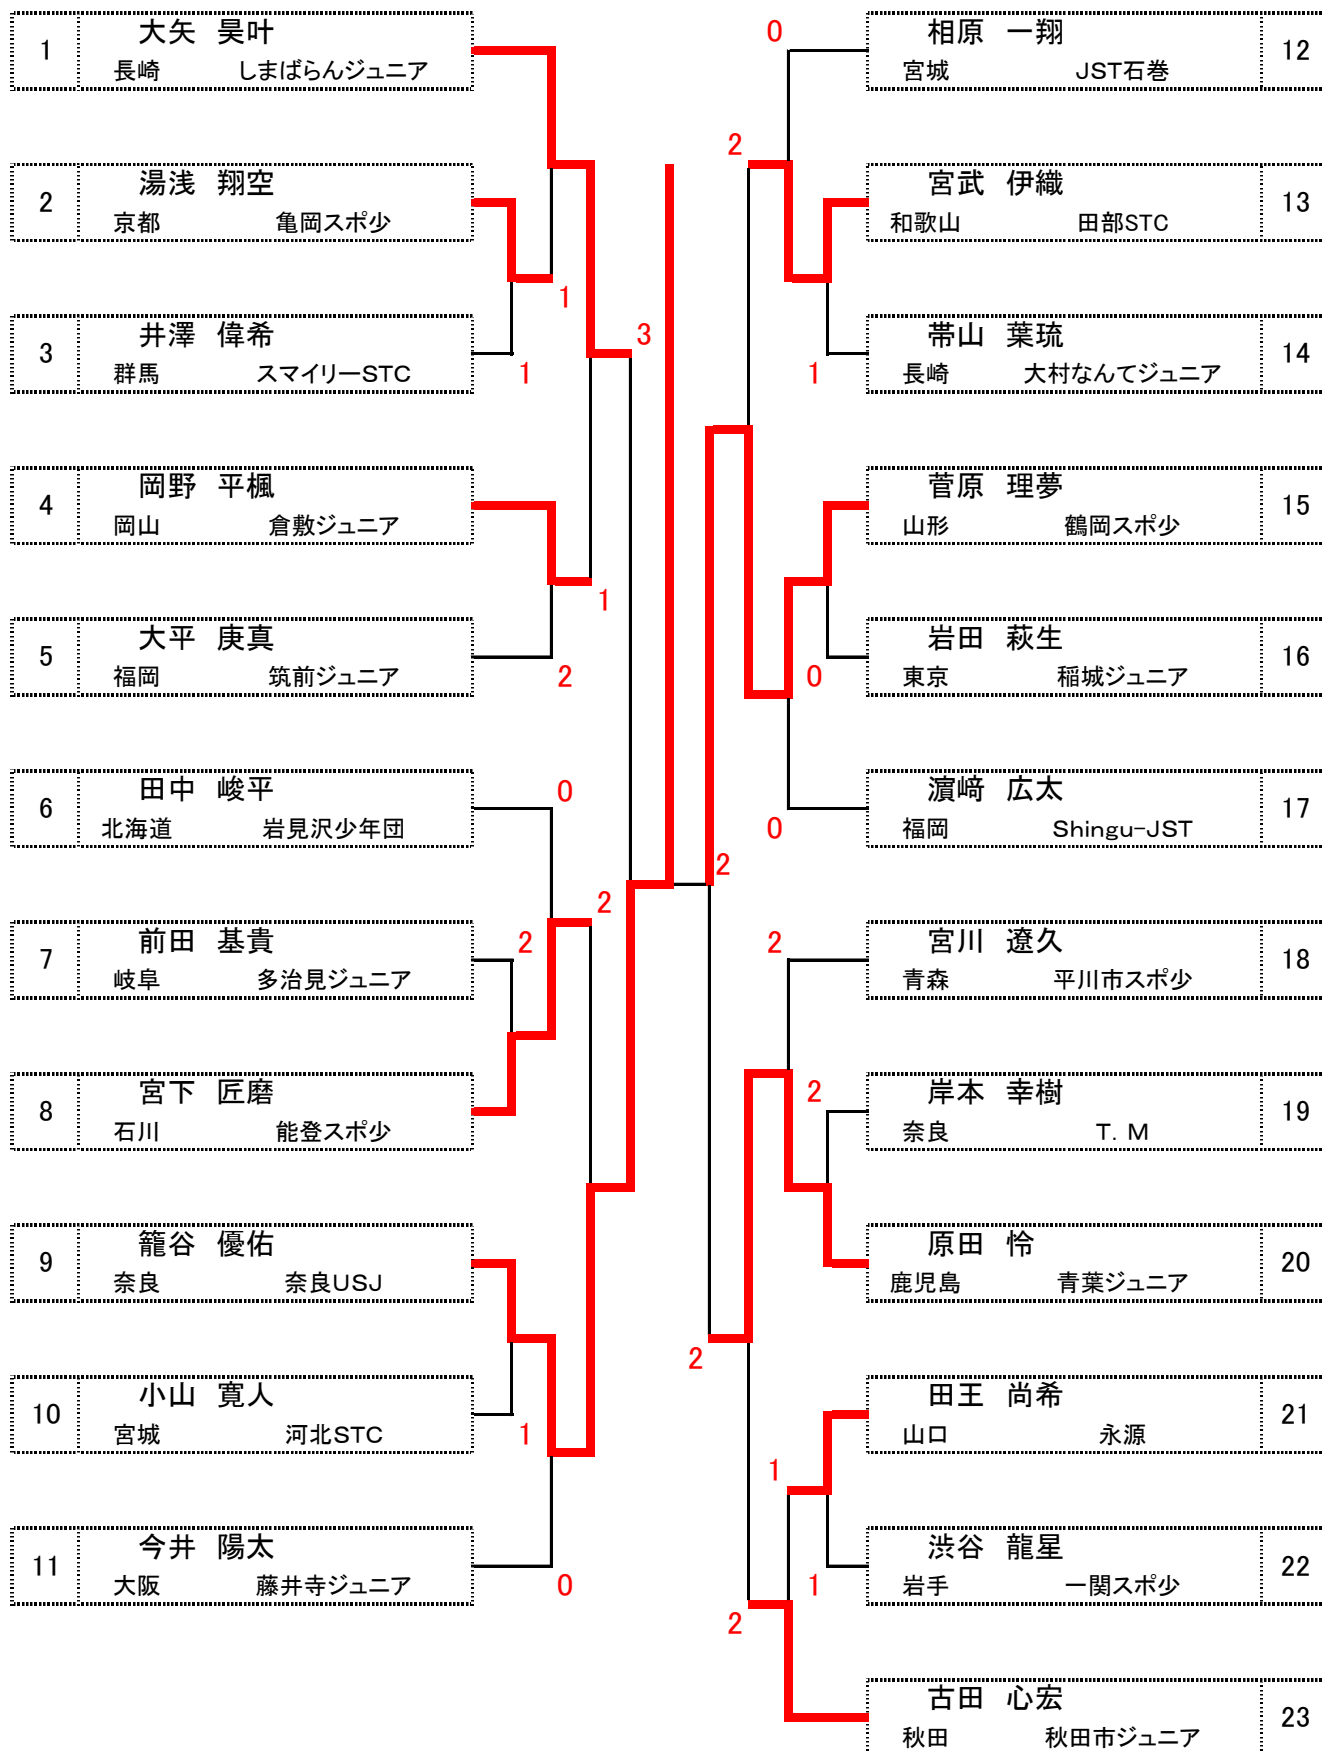 1
大矢　昊叶
長崎　しまばらんジュニア
2
湯浅　翔空
京都　亀岡スポ少
1
3
井澤　偉希
群馬　スマイリーSTC
1
3
4
岡野　平楓
岡山　倉敷ジュニア
1
5
大平　庚真
福岡　筑前ジュニア
2
6
田中　峻平
北海道　岩見沢少年団
0
2
7
前田　基貴
岐阜　多治見ジュニア
2
8
宮下　匠磨
石川　能登スポ少
9
籠谷　優佑
奈良　奈良USJ
10
小山　寛人
宮城　河北STC
1
11
今井　陽太
大阪　藤井寺ジュニア
0
0
相原　一翔
宮城　JST石巻
12
2
宮武　伊織
和歌山　田部STC
13
帯山　葉琉
長崎　大村なんてジュニア
14
1
菅原　理夢
山形　鶴岡スポ少
15
岩田　萩生
東京　稲城ジュニア
16
0
濵﨑　広太
福岡　Shingu-JST
17
0
2
宮川　遼久
青森　平川市スポ少
18
2
岸本　幸樹
奈良　T. M
19
2
原田　怜
鹿児島　青葉ジュニア
20
2
田王　尚希
山口　永源
21
1
渋谷　龍星
岩手　一関スポ少
22
1
2
古田　心宏
秋田　秋田市ジュニア
23